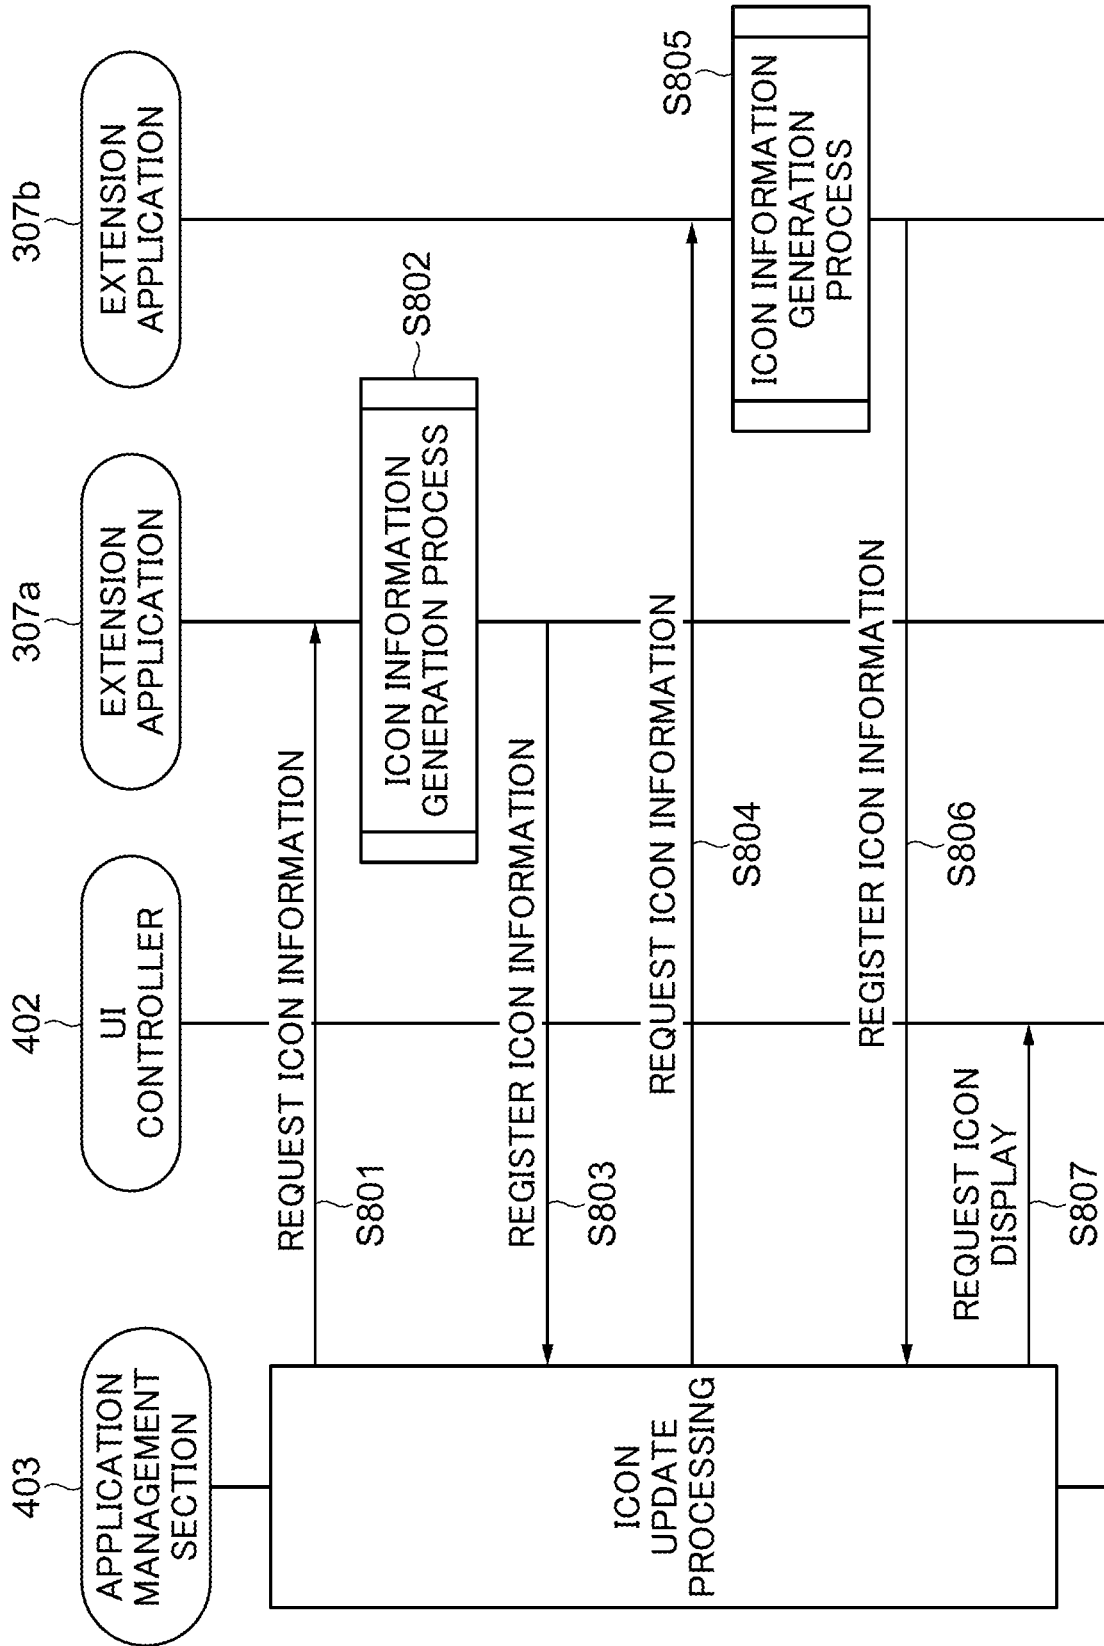 403
APPLICATION
MANAGEMENT
SECTION
402
UI
CONTROLLER
307a
EXTENSION
APPLICATION
307b
EXTENSION
APPLICATION
ICON
UPDATE
PROCESSING
REQUEST ICON INFORMATION
S801
ICON INFORMATION
GENERATION PROCESS
S802
REGISTER ICON INFORMATION
S803
REQUEST ICON INFORMATION
S804
ICON INFORMATION
GENERATION
PROCESS
S805
REGISTER ICON INFORMATION
S806
REQUEST ICON
DISPLAY
S807